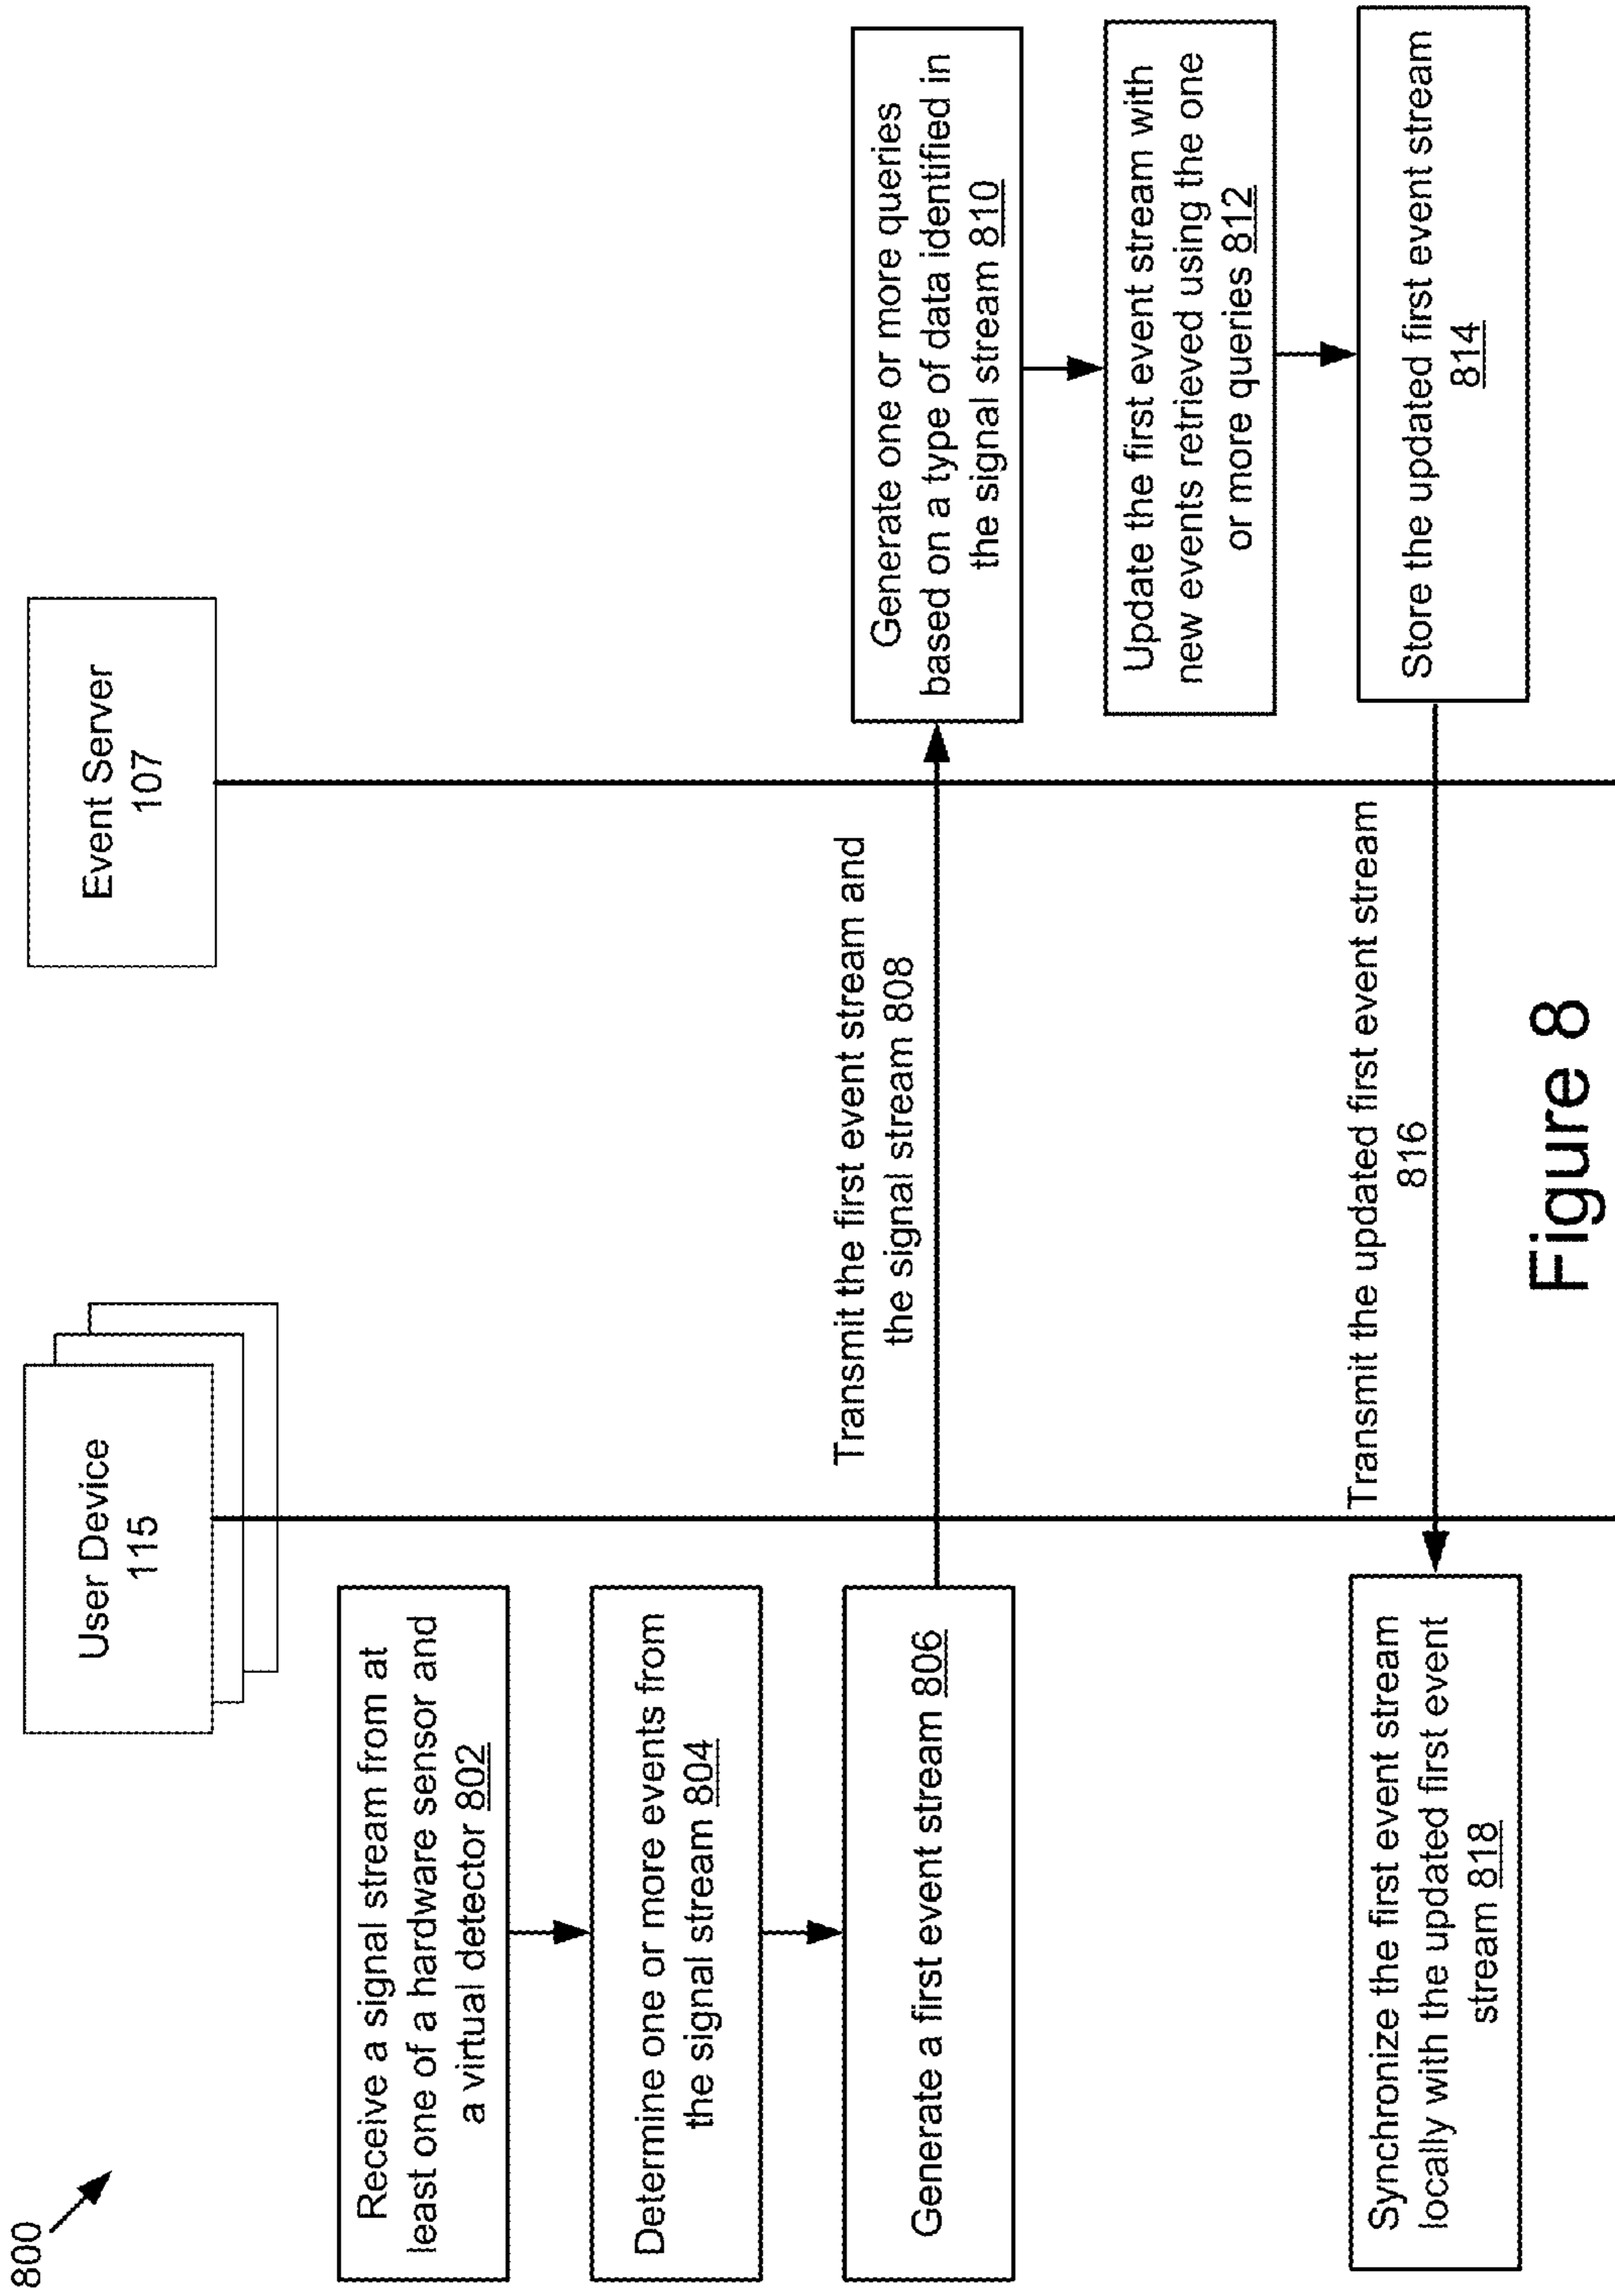 800
User Device
115
Event Server
107
Receive a signal stream from at
least one of a hardware sensor and
a virtual detector 802
Determine one or more events from
the signal stream 804
Generate a first event stream 806
Transmit the first event stream and
the signal stream 808
Generate one or more queries
based on a type of data identified in
the signal stream 810
Update the first event stream with
new events retrieved using the one
or more queries 812
Store the updated first event stream
814
Transmit the updated first event stream
816
Synchronize the first event stream
locally with the updated first event
stream 818
Figure 8